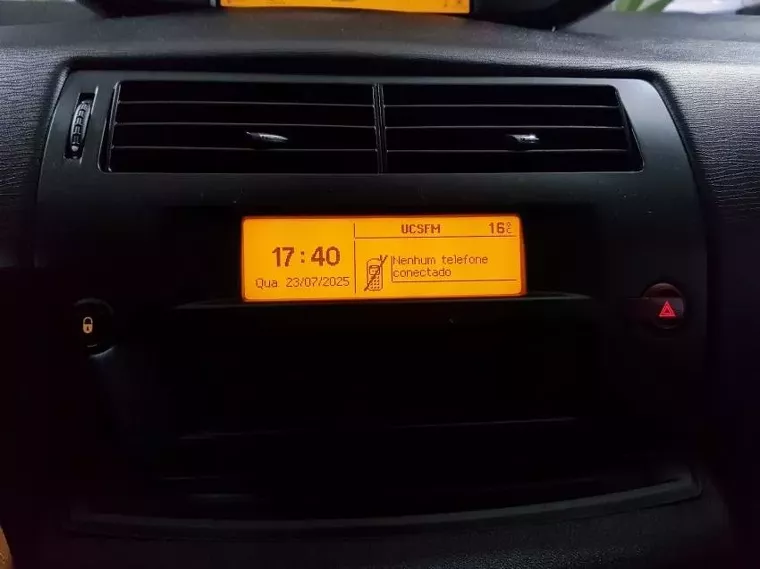 UCSFM 16°C
17:40
Qua 23/07/2025
Nenhum telefone
conectado